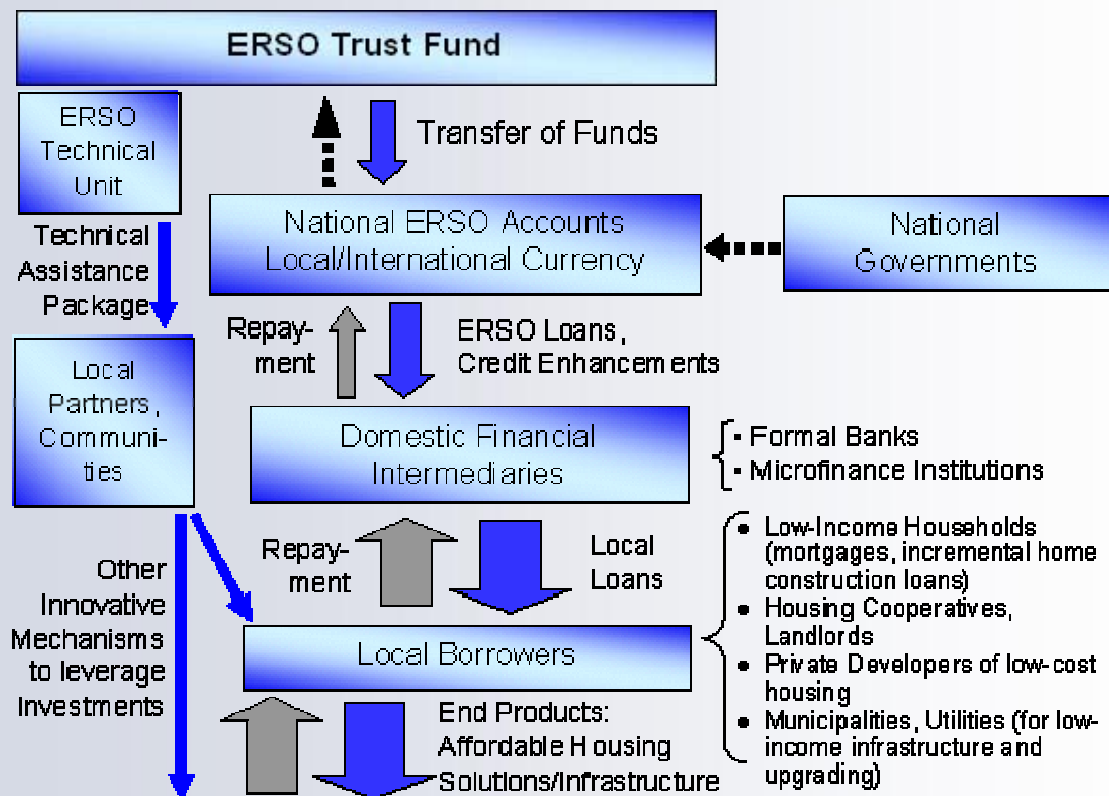 ERSO Trust Fund
ERSO
Technical
Unit
Transfer of Funds
National ERSO Accounts
Local/International Currency
National
Governments
Technical
Assistance
Package
Repay-
ment
ERSO Loans,
Credit Enhancements
Local
Partners,
Communi-
ties
Domestic Financial
Intermediaries
- Formal Banks
- Microfinance Institutions
Repay-
ment
Local
Loans
Other
Innovative
Mechanisms
to leverage
Investments
Local Borrowers
• Low-Income Households
(mortgages, incremental home
construction loans)
• Housing Cooperatives,
Landlords
• Private Developers of low-cost
housing
• Municipalities, Utilities (for low-
income infrastructure and
upgrading)
End Products:
Affordable Housing
Solutions/Infrastructure